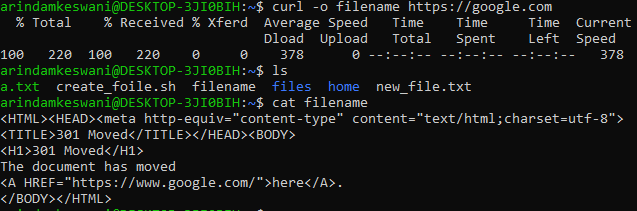 arindamkeswani@DESKTOP-3JI0BIH:~$ curl -o filename https://google.com
  % Total    % Received % Xferd  Average Speed   Time    Time     Time  Current
                                 Dload  Upload   Total   Spent    Left  Speed
100   220  100   220    0     0    378      0 --:--:-- --:--:-- --:--:--   378
arindamkeswani@DESKTOP-3JI0BIH:~$ ls
a.txt  create_foille.sh  filename  files  home  new_file.txt
arindamkeswani@DESKTOP-3JI0BIH:~$ cat filename
<HTML><HEAD><meta http-equiv="content-type" content="text/html;charset=utf-8">
<TITLE>301 Moved</TITLE></HEAD><BODY>
<H1>301 Moved</H1>
The document has moved
<A HREF="https://www.google.com/">here</A>.
</BODY></HTML>